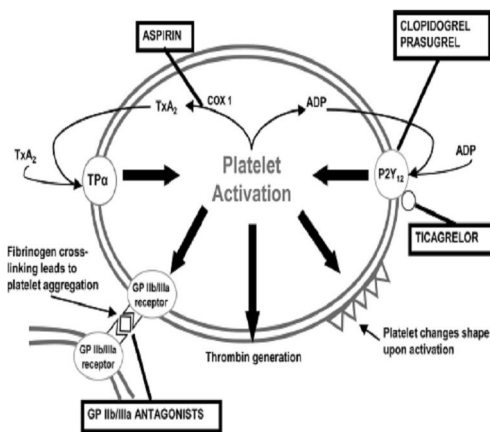 ASPIRIN
CLOPIDOGREL
PRASUGREL
TxA₂
COX 1
ADP
TxA₂
TPα
Platelet
Activation
P2Y₁₂
ADP
TICAGRELOR
Fibrinogen cross-
linking leads to
platelet aggregation
GP IIb/IIIa
receptor
GP IIb/IIIa
receptor
Thrombin generation
Platelet changes shape
upon activation
GP IIb/IIIa ANTAGONISTS